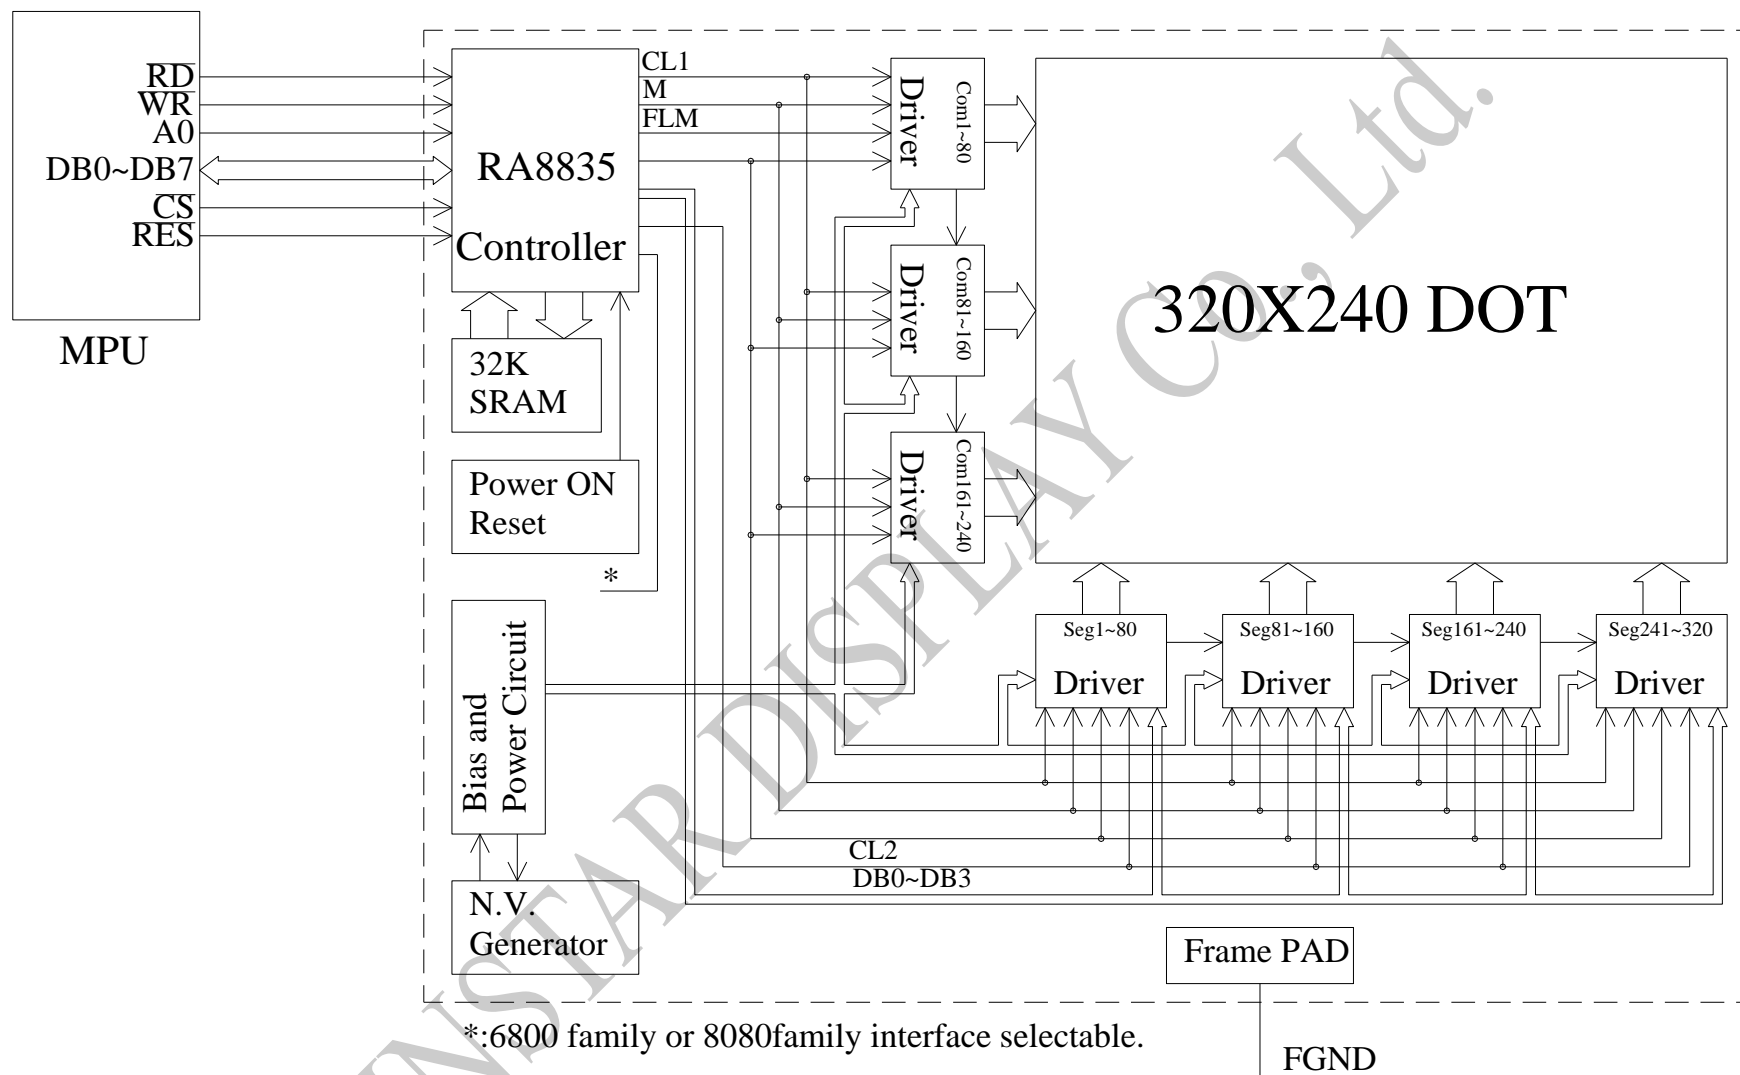 RD
WR
A0
DB0~DB7
CS
RES
MPU
RA8835
Controller
CL1
M
FLM
32K
SRAM
Power ON
Reset
*
Bias and
Power Circuit
N.V.
Generator
Driver
Com1~80
Driver
Com81~160
Driver
Com161~240
320X240 DOT
Seg1~80
Driver
Seg81~160
Driver
Seg161~240
Driver
Seg241~320
Driver
CL2
DB0~DB3
Frame PAD
*:6800 family or 8080family interface selectable.
FGND
NSTAR DISPLAY Co., Ltd.